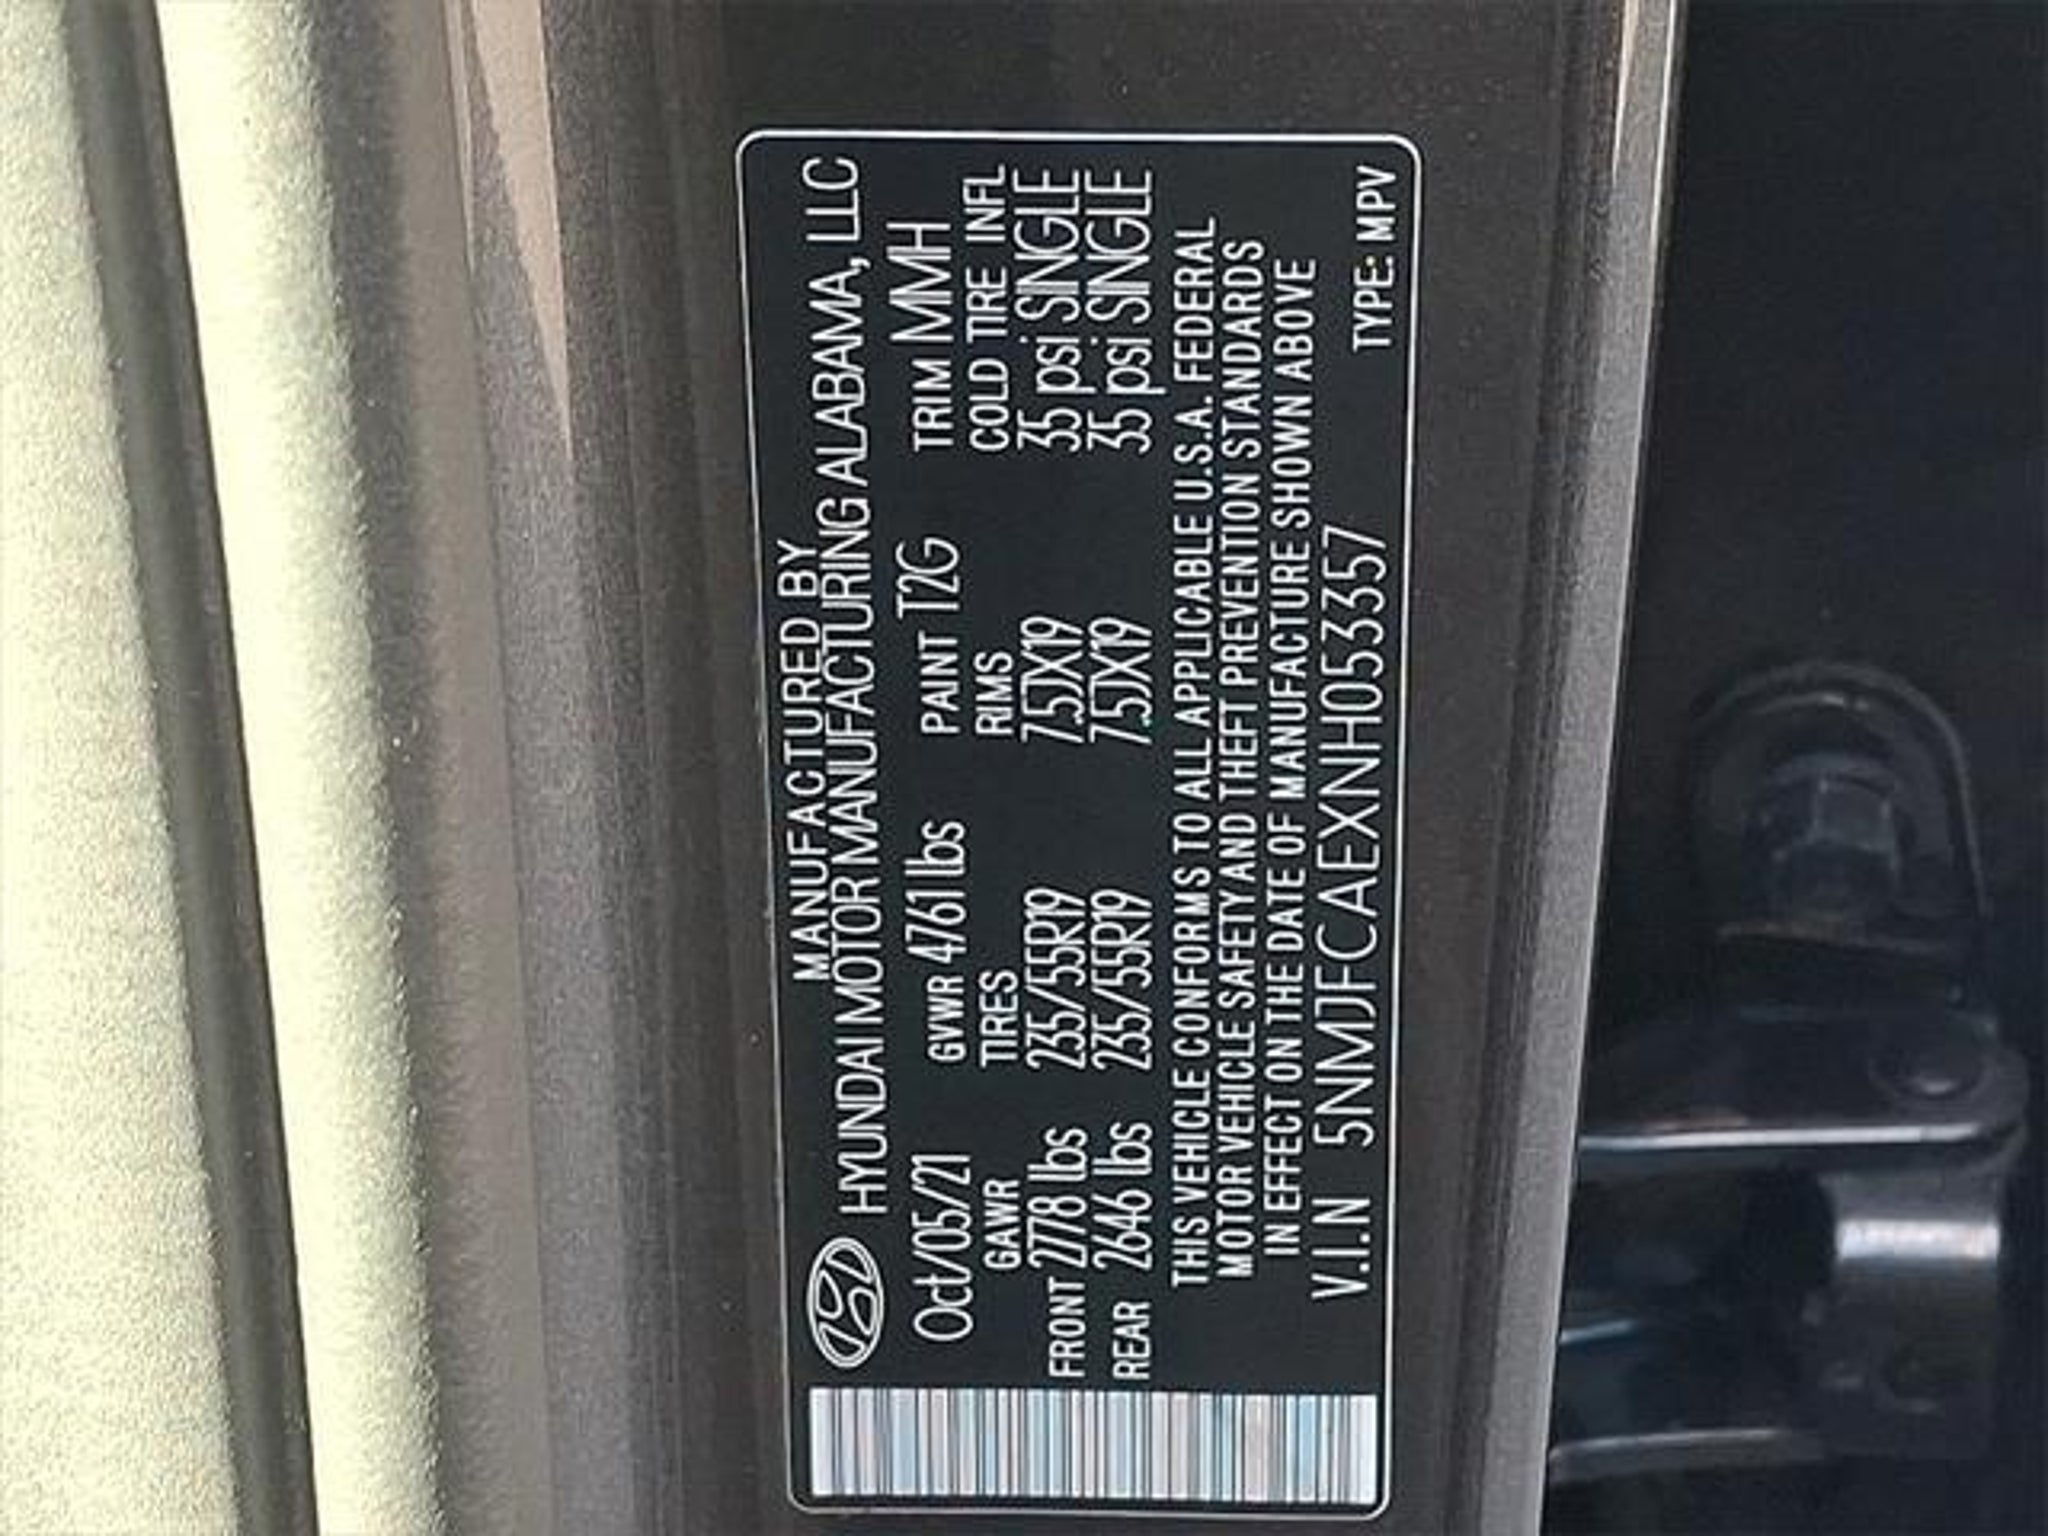 MANUFACTURED BY
HYUNDAI MOTOR MANUFACTURING ALABAMA, LLC
Oct/05/21 GVWR 4761 lbs PAINT T2G TRIM MMH
GAWR TIRES RIMS COLD TIRE INFL
FRONT 2778 lbs 235/55R19 7.5JX19 35 psi SINGLE
REAR 2646 lbs 235/55R19 7.5JX19 35 psi SINGLE
THIS VEHICLE CONFORMS TO ALL APPLICABLE U.S.A. FEDERAL
MOTOR VEHICLE SAFETY AND THEFT PREVENTION STANDARDS
IN EFFECT ON THE DATE OF MANUFACTURE SHOWN ABOVE
V.I.N 5NMJFCAEXNH053357 TYPE: MPV